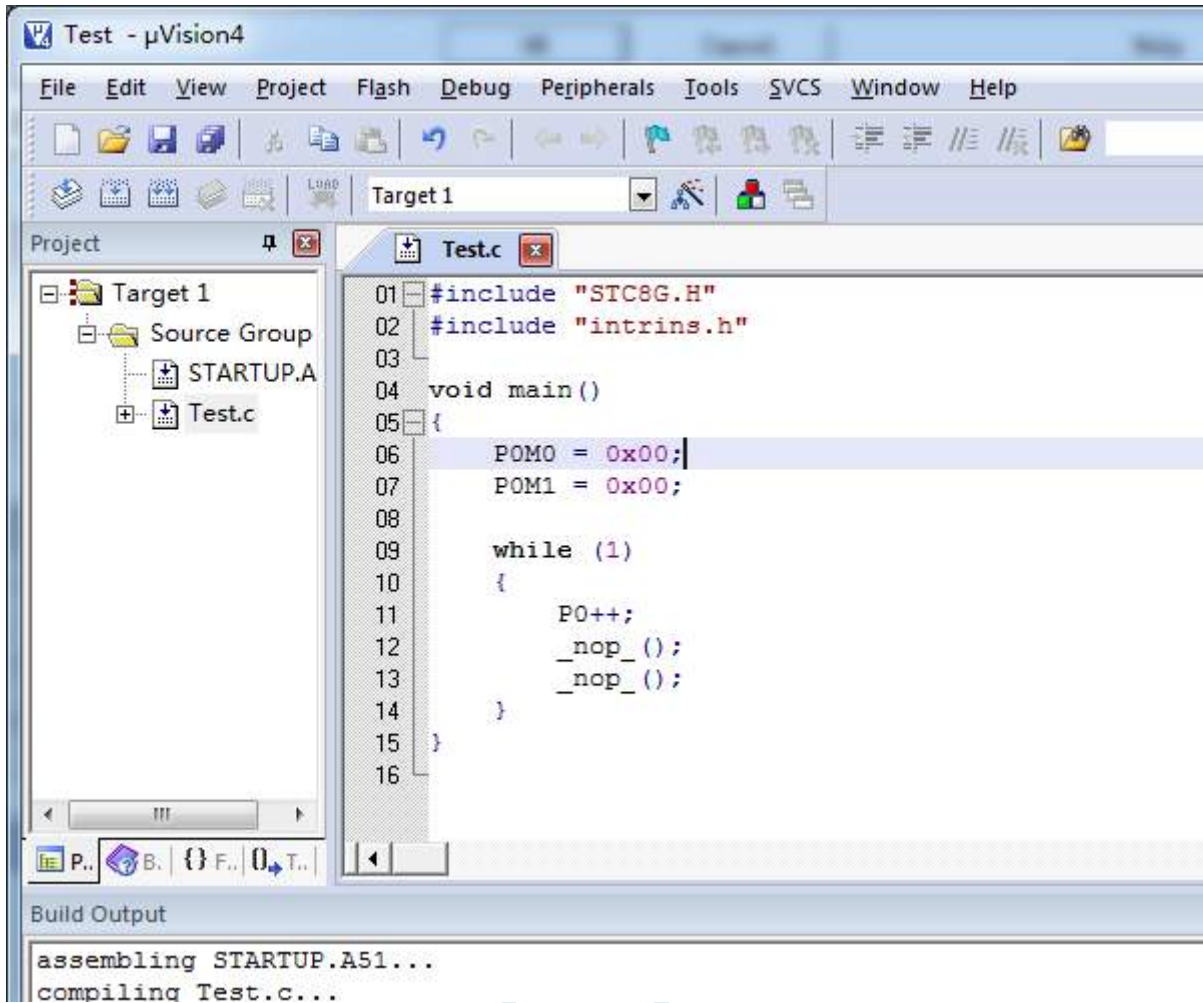 Test - µVision4
File Edit View Project Flash Debug Peripherals Tools SVCS Window Help
LOAD Target 1
Project
Test.c
Target 1
Source Group
STARTUP.A
Test.c
01 #include "STC8G.H"
02 #include "intrins.h"
03
04 void main()
05 {
06 P0M0 = 0x00;
07 P0M1 = 0x00;
08
09 while (1)
10 {
11 P0++;
12 _nop_();
13 _nop_();
14 }
15 }
16
P.. B. {} F.. 0 T..
Build Output
assembling STARTUP.A51...
compiling Test.c...